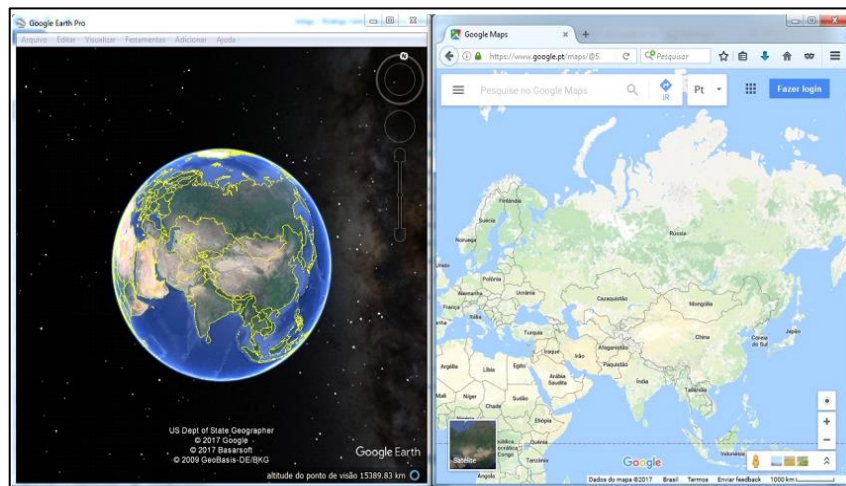 Google Earth Pro
Arquivo Editar Visualizar Ferramentas Adicionar Ajuda
N
US Dept of State Geographer
© 2017 Google
© 2017 Basarsoft
© 2009 GeoBasis-DE/BKG
Google Earth
altitude do ponto de visão 15389.83 km
Google Maps
https://www.google.pt/maps/@5
Pesquisar
Pesquise no Google Maps
IR
Pt
Fazer login
Finlândia
Suécia
Noruega
Rússia
Polónia
Alemanha
Ucrânia
França
Itália
Cazaquistão
Mongólia
Turquia
China
Coreia do Sul
Japão
Iraque
Irão
Afeganistão
Paquistão
Argélia
Líbia
Egito
Arábia Saudita
Índia
Mali
Níger
Chade
Sudão
Tailândia
Etiópia
Quénia
Tanzânia
Angola
Indonésia
Satélite
Google
Dados do mapa ©2017 Brasil Termos Enviar feedback 1000 km